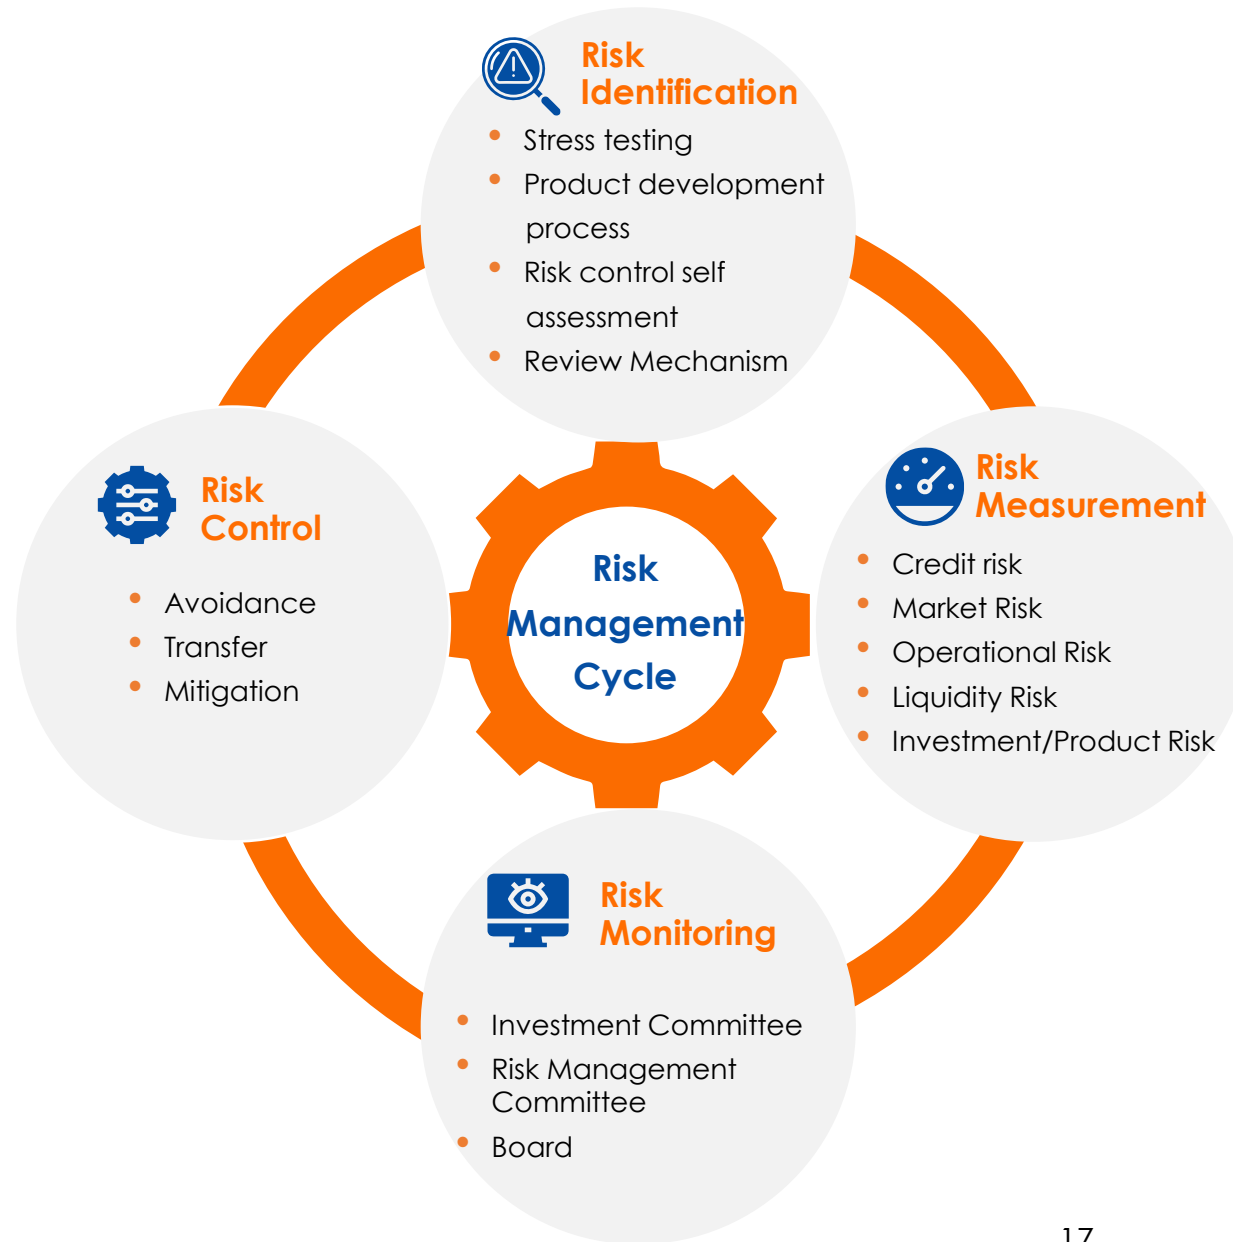 Risk
Identification
• Stress testing
• Product development
process
• Risk control self
assessment
• Review Mechanism
Risk
Measurement
• Credit risk
• Market Risk
• Operational Risk
• Liquidity Risk
• Investment/Product Risk
Risk
Monitoring
• Investment Committee
• Risk Management
Committee
• Board
Risk
Control
• Avoidance
• Transfer
• Mitigation
Risk
Management
Cycle
17